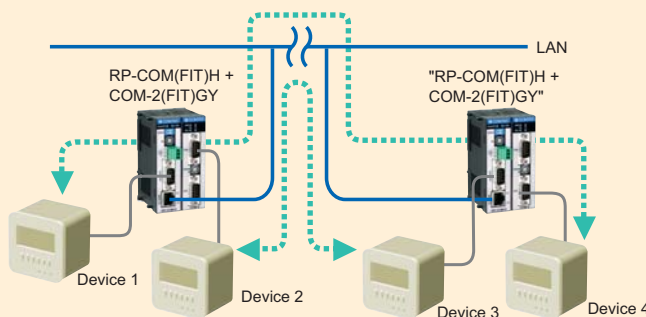 LAN
RP-COM(FIT)H +
COM-2(FIT)GY
"RP-COM(FIT)H +
COM-2(FIT)GY"
Device 1
Device 2
Device 3
Device 4